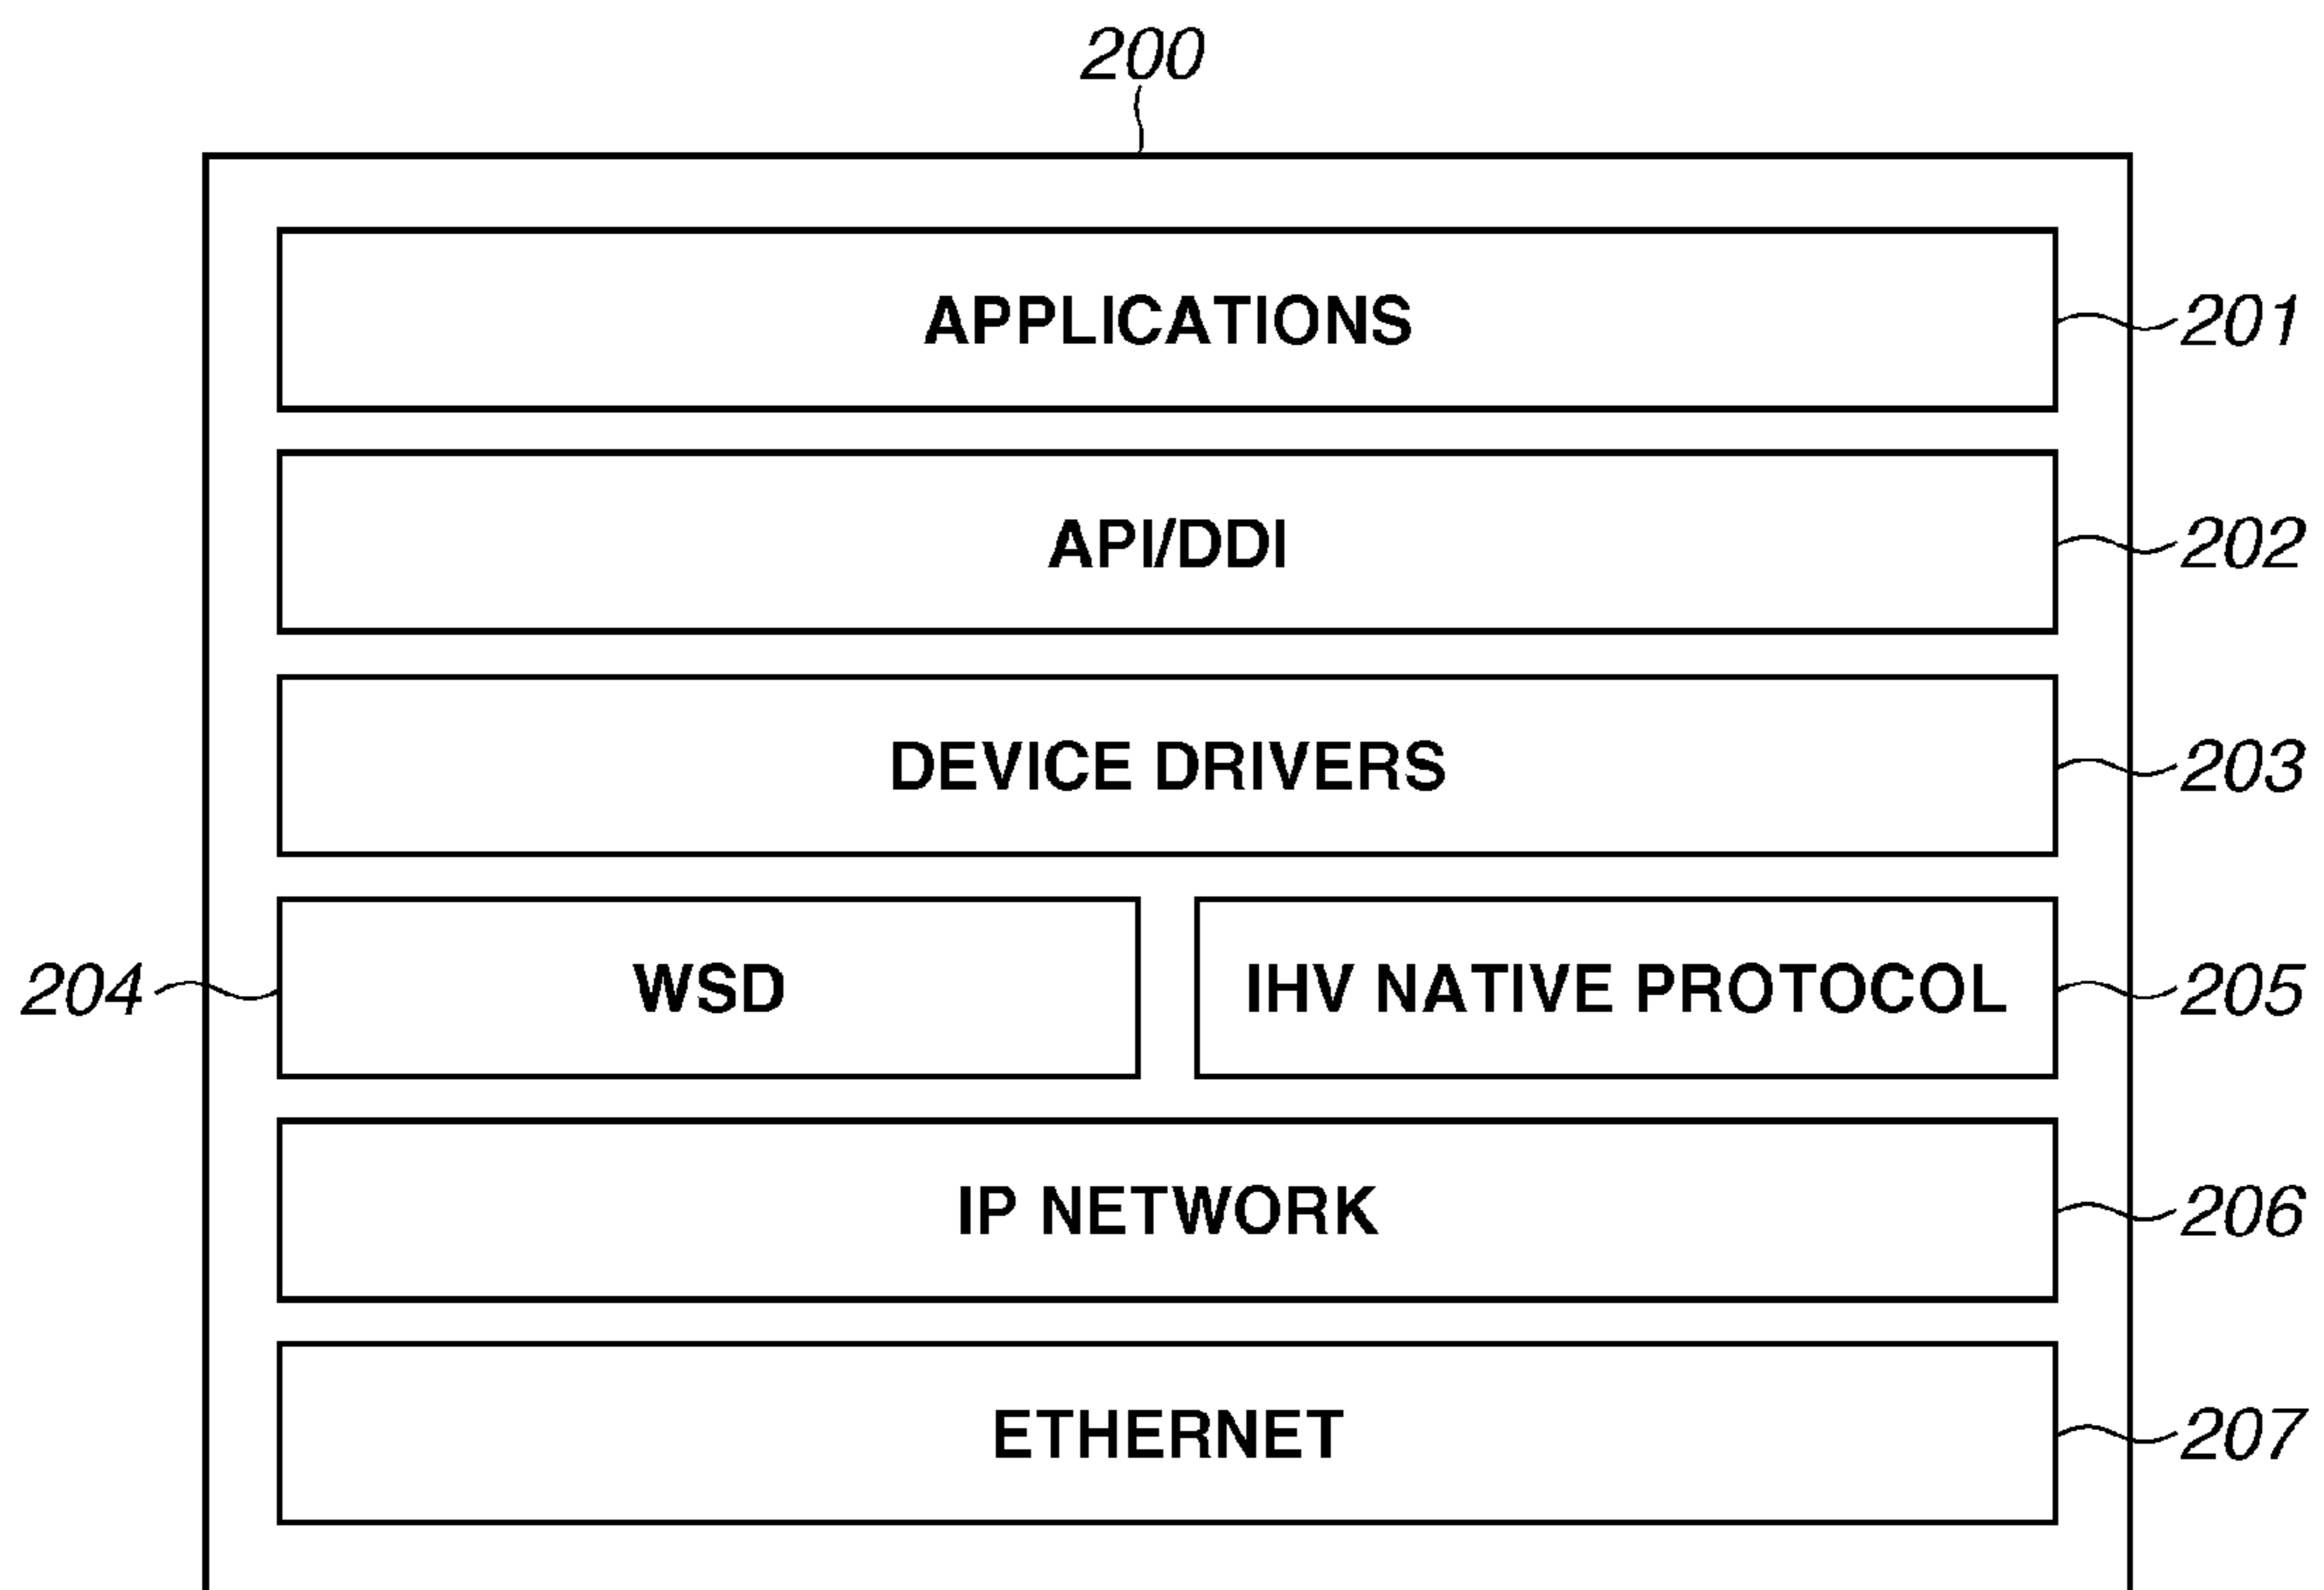 200
APPLICATIONS 201
API/DDI 202
DEVICE DRIVERS 203
204 WSD IHV NATIVE PROTOCOL 205
IP NETWORK 206
ETHERNET 207